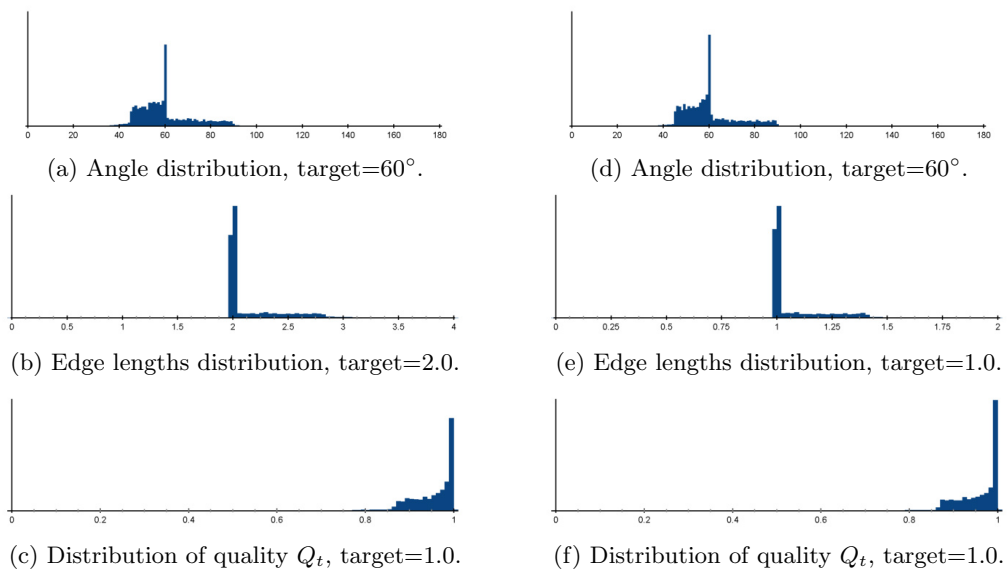 0 20 40 60 80 100 120 140 160 180
(a) Angle distribution, target=60°.
0 0.5 1 1.5 2 2.5 3 3.5 4
(b) Edge lengths distribution, target=2.0.
0 0.2 0.4 0.6 0.8 1
(c) Distribution of quality Qₜ, target=1.0.
0 20 40 60 80 100 120 140 160 180
(d) Angle distribution, target=60°.
0 0.25 0.5 0.75 1 1.25 1.5 1.75 2
(e) Edge lengths distribution, target=1.0.
0 0.2 0.4 0.6 0.8 1
(f) Distribution of quality Qₜ, target=1.0.